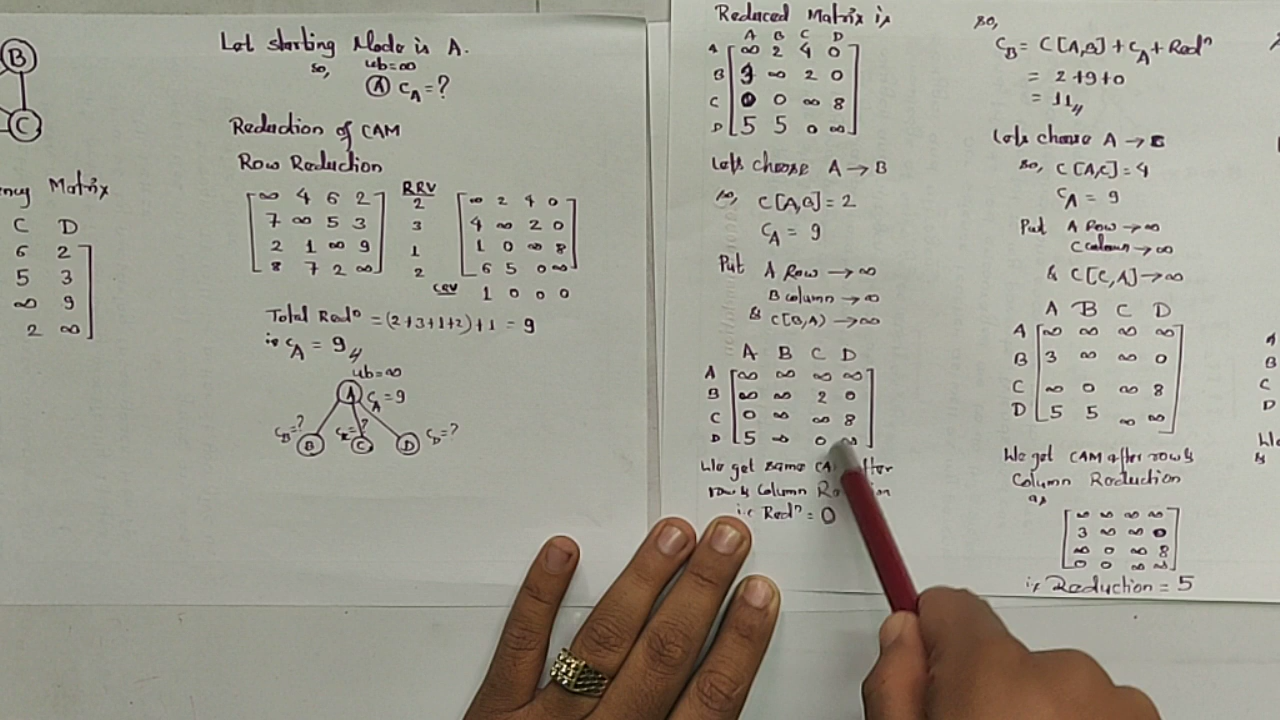 B
C
ency Matrix
C D
6 2
5 3
∞ 9
2 ∞
Let starting Node is A.
so, ub=∞
A C_A = ?
Reduction of CAM
Row Reduction
RRV
∞ 4 6 2 2 ∞ 2 4 0
7 ∞ 5 3 3 4 ∞ 2 0
2 1 ∞ 9 1 1 0 ∞ 8
8 7 2 ∞ 2 6 5 0 ∞
CRV 1 0 0 0
Total Redⁿ = (2+3+1+2)+1 = 9
C_A = 9
ub=∞
A C_A = 9
C_B=? B C D C_D=?
Reduced Matrix is
A B C D
A ∞ 2 4 0
B 9 ∞ 2 0
C 0 0 ∞ 8
D 5 5 0 ∞
Lets choose A → B
so, C[A,B] = 2
C_A = 9
Put A Row → ∞
B column → ∞
& C(B,A) → ∞
A B C D
A ∞ ∞ ∞ ∞
B ∞ ∞ 2 0
C 0 ∞ ∞ 8
D 5 ∞ 0 ∞
We get same
row & Column
i.e Redⁿ = 0
so,
C_B = C[A,B] + C_A + Redⁿ
= 2+9+0
= 11,,
Lets choose A → C
so, C[A,C] = 4
C_A = 9
Put A Row → ∞
C column → ∞
& C[C,A] → ∞
A B C D
A ∞ ∞ ∞ ∞
B 3 ∞ ∞ 0
C ∞ 0 ∞ 8
D 5 5 ∞ ∞
We get CAM after row &
Column Reduction
as
∞ ∞ ∞ ∞
3 ∞ ∞ 0
∞ 0 ∞ 8
0 0 ∞ ∞
Reduction = 5
B
C
D